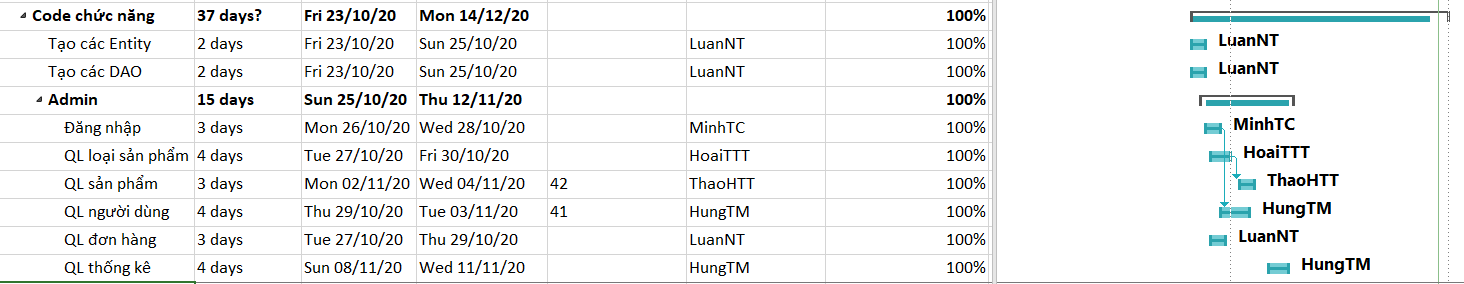 Code chức năng 37 days? Fri 23/10/20 Mon 14/12/20 100%
Tạo các Entity 2 days Fri 23/10/20 Sun 25/10/20 LuanNT 100% LuanNT
Tạo các DAO 2 days Fri 23/10/20 Sun 25/10/20 LuanNT 100% LuanNT
Admin 15 days Sun 25/10/20 Thu 12/11/20 100%
Đăng nhập 3 days Mon 26/10/20 Wed 28/10/20 MinhTC 100% MinhTC
QL loại sản phẩm 4 days Tue 27/10/20 Fri 30/10/20 HoaiTTT 100% HoaiTTT
QL sản phẩm 3 days Mon 02/11/20 Wed 04/11/20 42 ThaoHTT 100% ThaoHTT
QL người dùng 4 days Thu 29/10/20 Tue 03/11/20 41 HungTM 100% HungTM
QL đơn hàng 3 days Tue 27/10/20 Thu 29/10/20 LuanNT 100% LuanNT
QL thống kê 4 days Sun 08/11/20 Wed 11/11/20 HungTM 100% HungTM